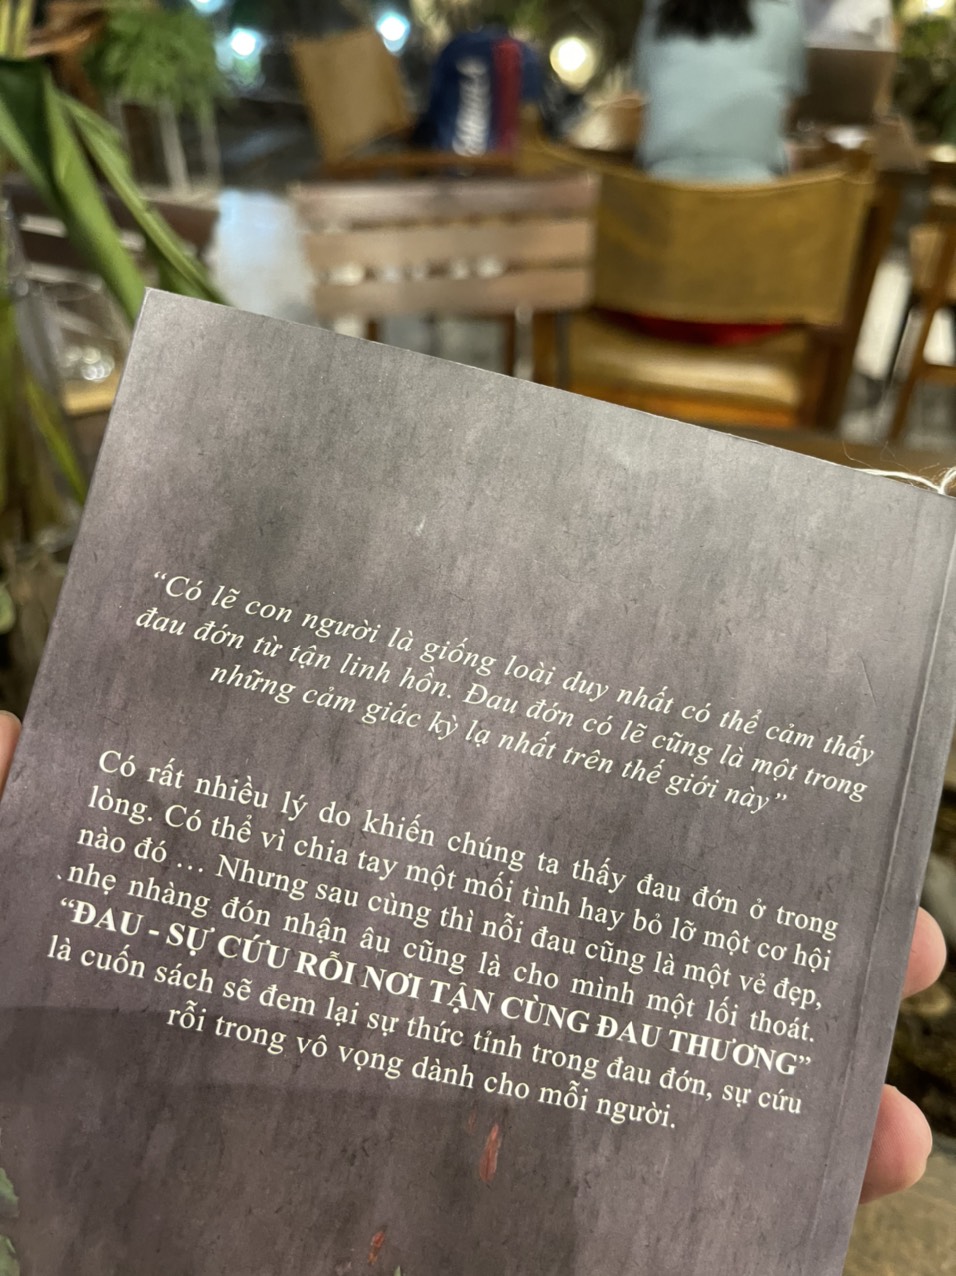 “Có lẽ con người là giống loài duy nhất có thể cảm thấy
đau đớn từ tận linh hồn. Đau đớn có lẽ cũng là một trong
những cảm giác kỳ lạ nhất trên thế giới này”
Có rất nhiều lý do khiến chúng ta thấy đau đớn ở trong
lòng. Có thể vì chia tay một mối tình hay bỏ lỡ một cơ hội
nào đó ... Nhưng sau cùng thì nỗi đau cũng là một vẻ đẹp,
nhẹ nhàng đón nhận âu cũng là cho mình một lối thoát.
“ĐAU - SỰ CỨU RỖI NƠI TẬN CÙNG ĐAU THƯƠNG”
là cuốn sách sẽ đem lại sự thức tỉnh trong đau đớn, sự cứu
rỗi trong vô vọng dành cho mỗi người.